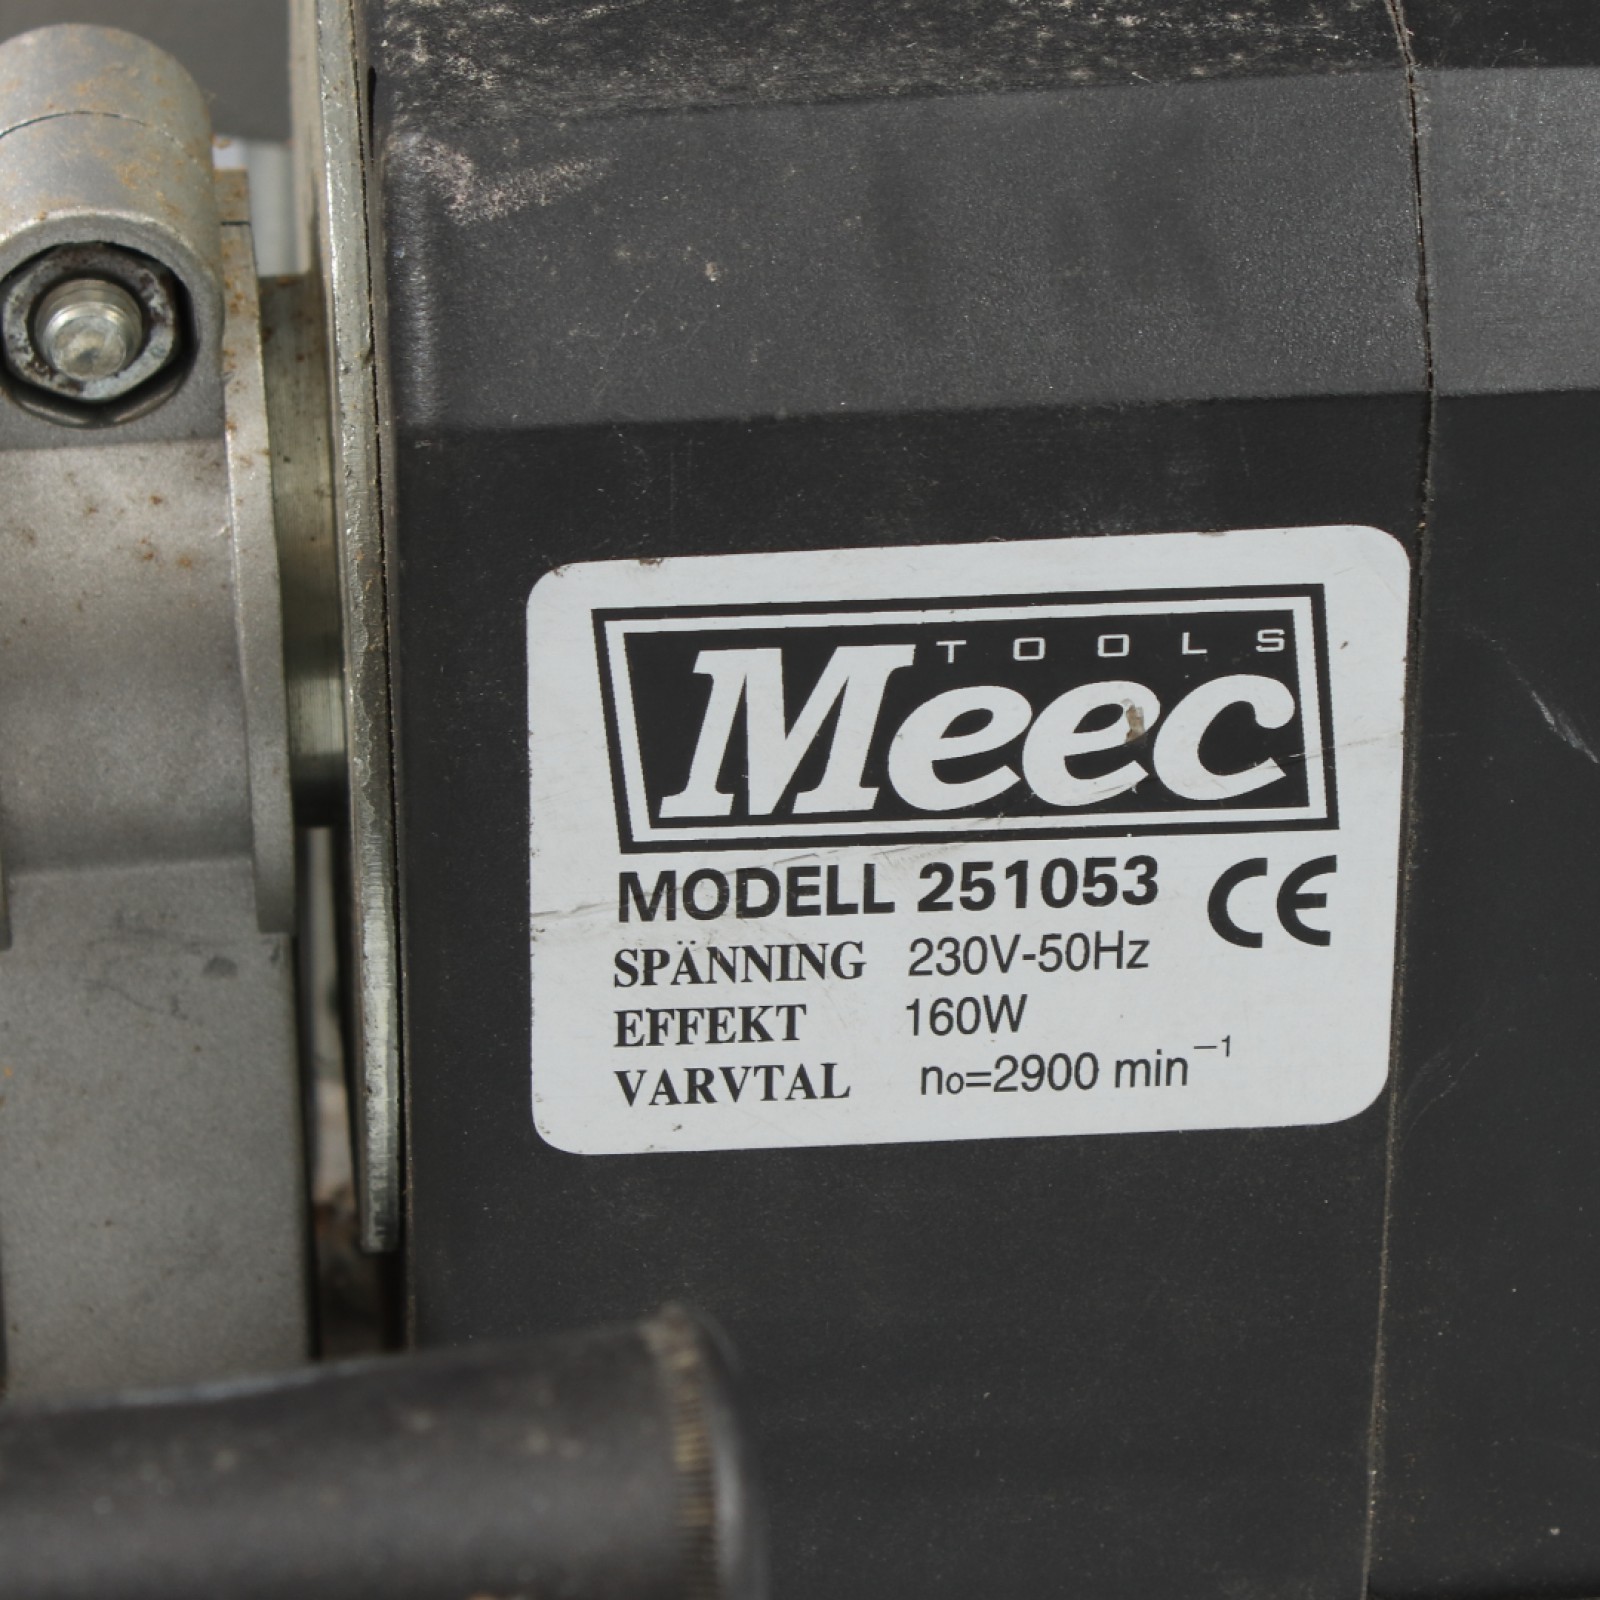 TOOLS
Meec
MODELL 251053 CE
SPÄNNING 230V-50Hz
EFFEKT 160W
VARVTAL n₀=2900 min⁻¹